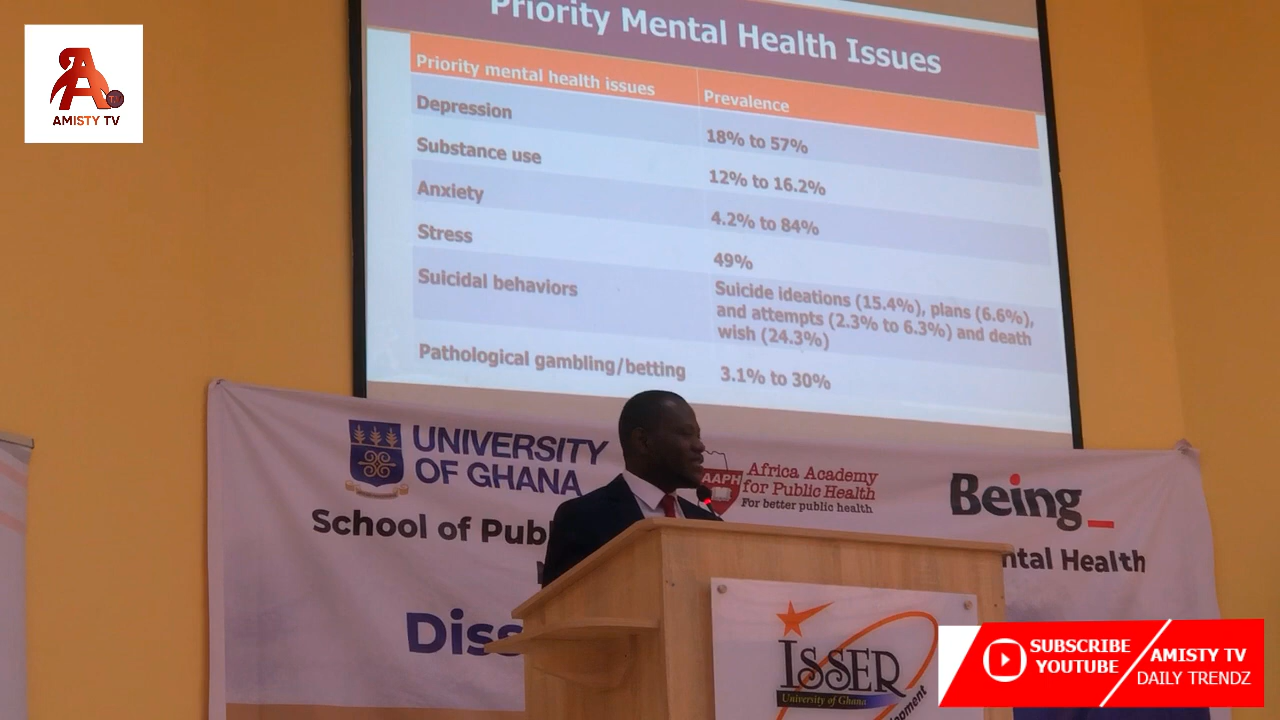 AMISTY TV
Priority Mental Health Issues
Priority mental health issues
Prevalence
Depression
18% to 57%
Substance use
12% to 16.2%
Anxiety
4.2% to 84%
Stress
49%
Suicidal behaviors
Suicide ideations (15.4%), plans (6.6%),
and attempts (2.3% to 6.3%) and death
wish (24.3%)
Pathological gambling/betting
3.1% to 30%
UNIVERSITY
OF GHANA
AAPH
Africa Academy
for Public Health
For better public health
Being_
School of Pub
ntal Health
Diss
ISSER
University of Ghana
SUBSCRIBE
YOUTUBE
AMISTY TV
DAILY TRENDZ